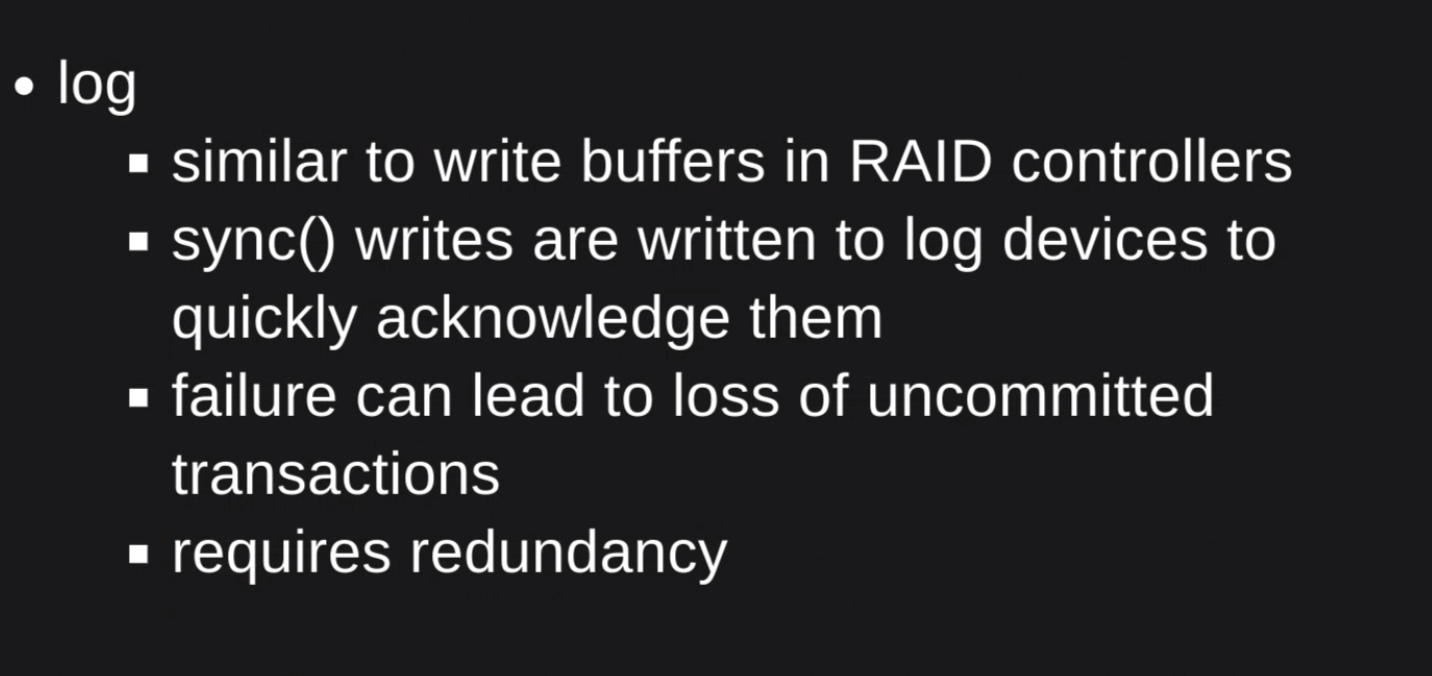 • log
▪ similar to write buffers in RAID controllers
▪ sync() writes are written to log devices to
quickly acknowledge them
▪ failure can lead to loss of uncommitted
transactions
▪ requires redundancy